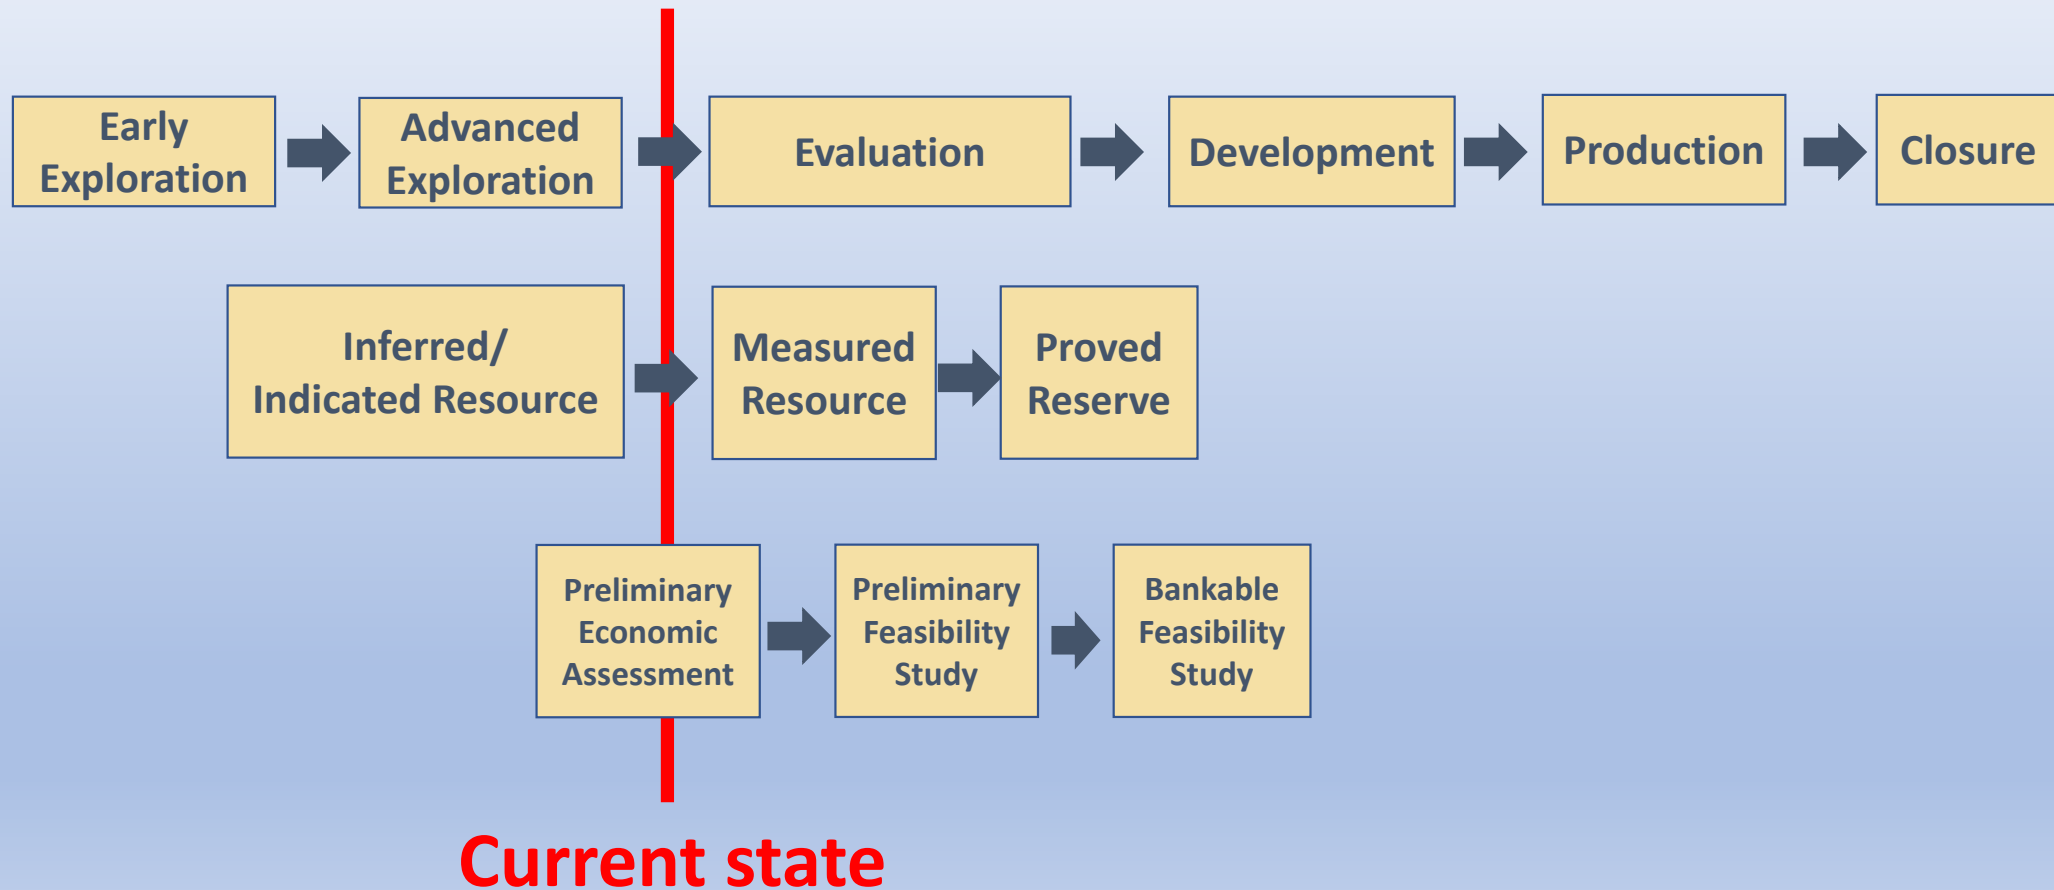 Early
Exploration
Advanced
Exploration
Evaluation
Development
Production
Closure
Inferred/
Indicated Resource
Measured
Resource
Proved
Reserve
Preliminary
Economic
Assessment
Preliminary
Feasibility
Study
Bankable
Feasibility
Study
Current state